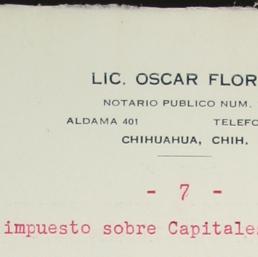 LIC. OSCAR FLOR
NOTARIO PUBLICO NUM.
ALDAMA 401 TELEFO
CHIHUAHUA, CHIH.
- 7 -
impuesto sobre Capitale